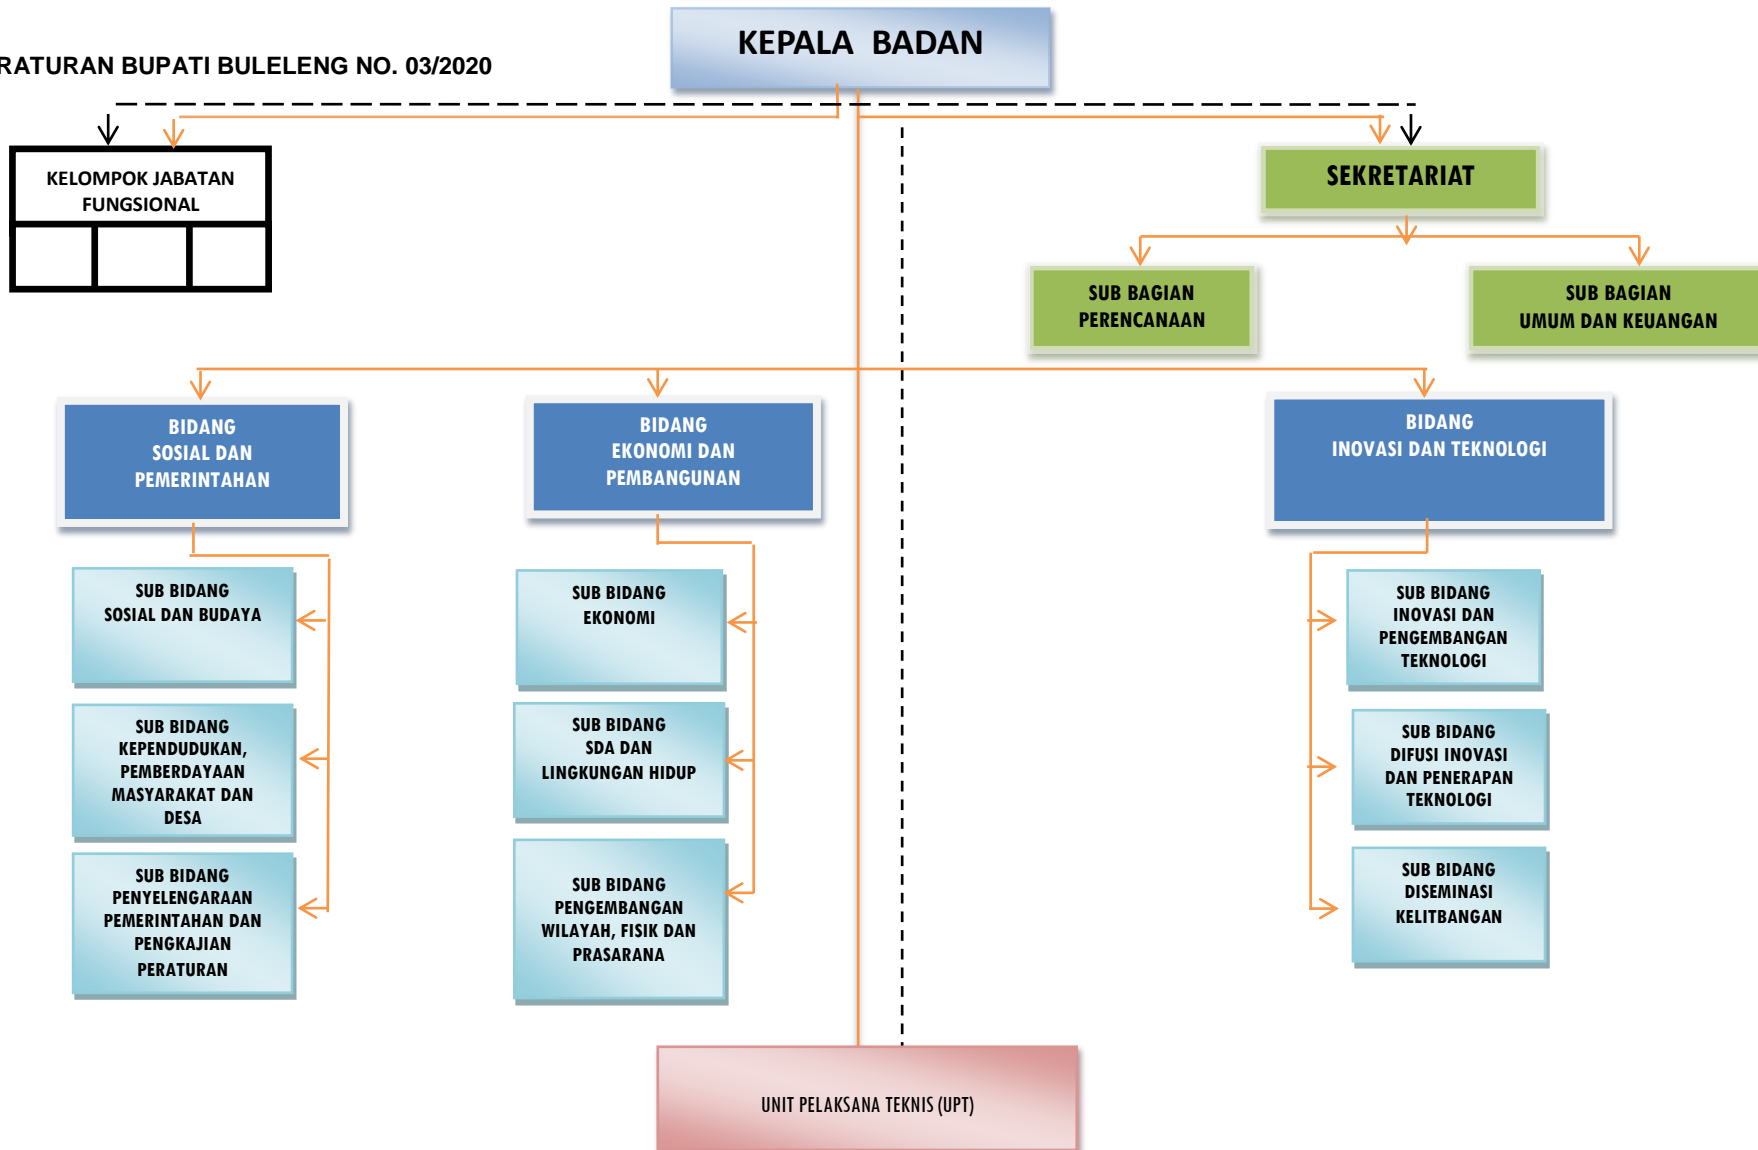 KEPALA BADAN
RATURAN BUPATI BULELENG NO. 03/2020
KELOMPOK JABATAN
FUNGSIONAL
SEKRETARIAT
SUB BAGIAN
PERENCANAAN
SUB BAGIAN
UMUM DAN KEUANGAN
BIDANG
SOSIAL DAN
PEMERINTAHAN
BIDANG
EKONOMI DAN
PEMBANGUNAN
BIDANG
INOVASI DAN TEKNOLOGI
SUB BIDANG
SOSIAL DAN BUDAYA
SUB BIDANG
KEPENDUDUKAN,
PEMBERDAYAAN
MASYARAKAT DAN
DESA
SUB BIDANG
PENYELENGARAAN
PEMERINTAHAN DAN
PENGKAJIAN
PERATURAN
SUB BIDANG
EKONOMI
SUB BIDANG
SDA DAN
LINGKUNGAN HIDUP
SUB BIDANG
PENGEMBANGAN
WILAYAH, FISIK DAN
PRASARANA
SUB BIDANG
INOVASI DAN
PENGEMBANGAN
TEKNOLOGI
SUB BIDANG
DIFUSI INOVASI
DAN PENERAPAN
TEKNOLOGI
SUB BIDANG
DISEMINASI
KELITBANGAN
UNIT PELAKSANA TEKNIS (UPT)